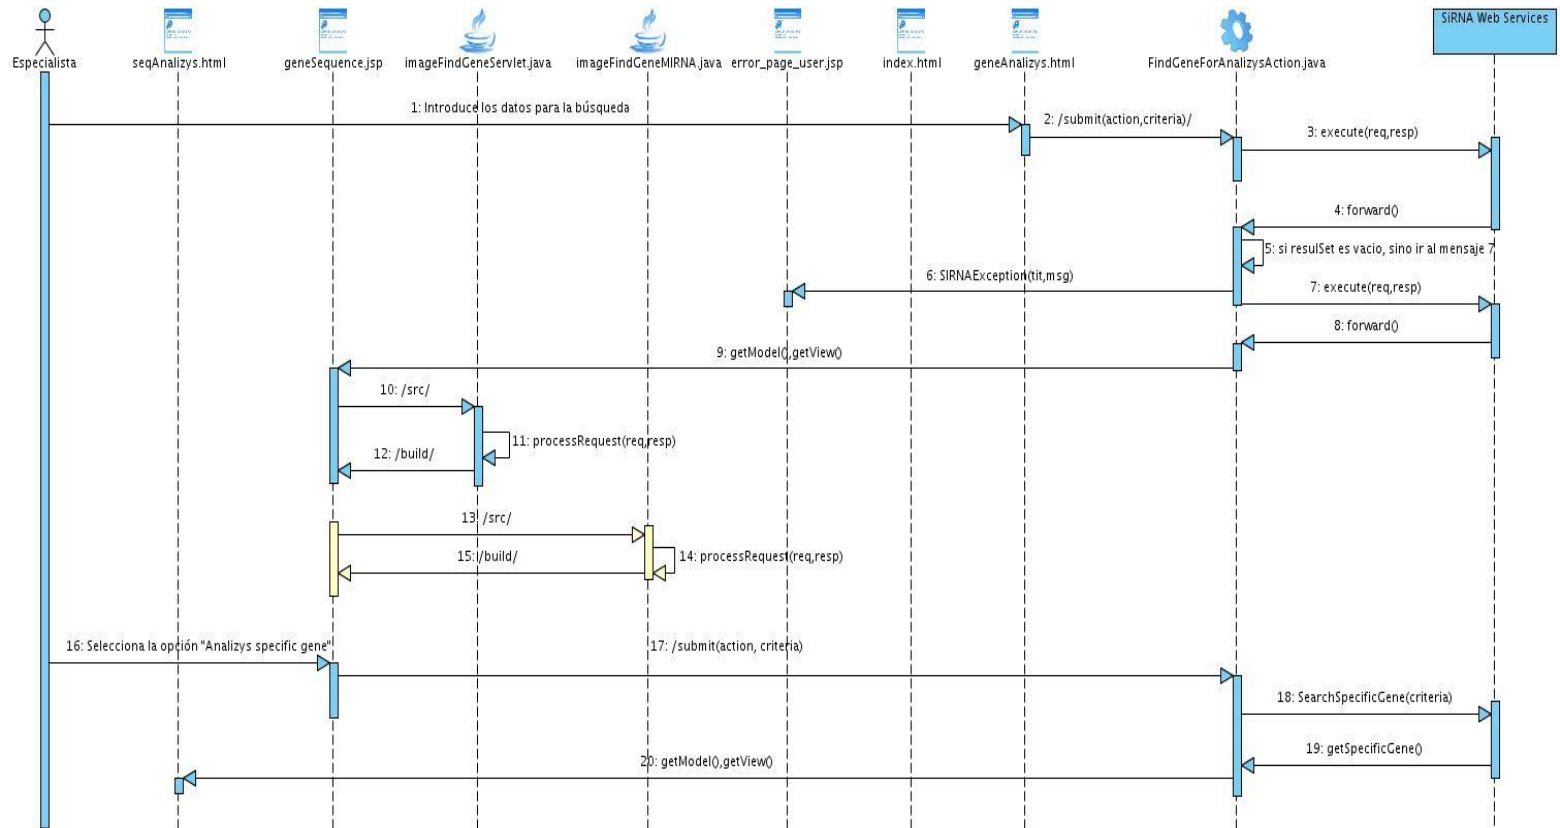 SiRNA Web Services
Especialista
seqAnalizys.html
geneSequence.jsp
imageFindGeneServlet.java
imageFindGeneMIRNA.java
error_page_user.jsp
index.html
geneAnalizys.html
FindGeneForAnalizysAction.java
1: Introduce los datos para la búsqueda
2: /submit(action,criteria)/
3: execute(req,resp)
4: forward()
5: si resulSet es vacio, sino ir al mensaje 7
6: SIRNAException(tit,msg)
7: execute(req,resp)
8: forward()
9: getModel(),getView()
10: /src/
11: processRequest(req,resp)
12: /build/
13: /src/
14: processRequest(req,resp)
15: /build/
16: Selecciona la opción "Analizys specific gene"
17: /submit(action, criteria)
18: SearchSpecificGene(criteria)
19: getSpecificGene()
20: getModel(),getView()